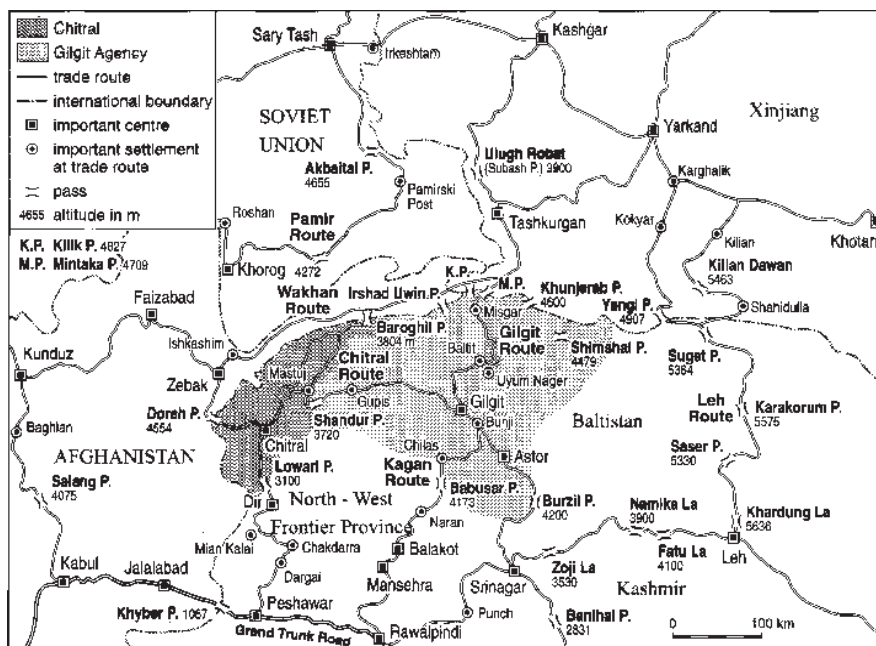 Chitral
Gilgit Agency
trade route
international boundary
important centre
important settlement
at trade route
pass
4655 altitude in m
K.P. Kilik P. 4827
M.P. Mintaka P. 4709
Sary Tash
Irkeshtam
Kashgar
SOVIET
UNION
Xinjiang
Yarkand
Akbaital P.
4655
Ulugh Robat
(Subash P.) 3900
Karghalik
Pamirski
Post
Roshan
Pamir
Route
Tashkurgan
Kokyar
Kilian
Khotan
Khorog
4272
Kilian Dawan
5463
Wakhan
Route
Irshad Uwin P.
K.P.
M.P.
Khunjerab P.
4600
Yangi P.
4907
Shahidulla
Faizabad
Misgar
Baroghil P.
3804 m
Gilgit
Route
Ishkashim
Kunduz
Chitral
Route
Baltit
Shimshal P.
4479
Suget P.
5364
Zebak
Mastuj
Uyum Nager
Gupis
Leh
Route
Karakorum P.
5575
Doreh P.
4554
Shandur P.
3720
Gilgit
Bunji
Baltistan
Baghlan
Chitral
AFGHANISTAN
Lowari P.
3100
Chilas
Kagan
Route
Astor
Saser P.
5330
Salang P.
4075
Babusar P.
4173
Burzil P.
4200
Namika La
3900
Khardung La
5636
Dir
North - West
Frontier Province
Naran
Mian Kalai
Chakdarra
Balakot
Fatu La
4100
Leh
Kabul
Jalalabad
Dargai
Mansehra
Srinagar
Zoji La
3530
Kashmir
Khyber P. 1067
Peshawar
Punch
Banihal P.
2831
Grand Trunk Road
Rawalpindi
0 100 km